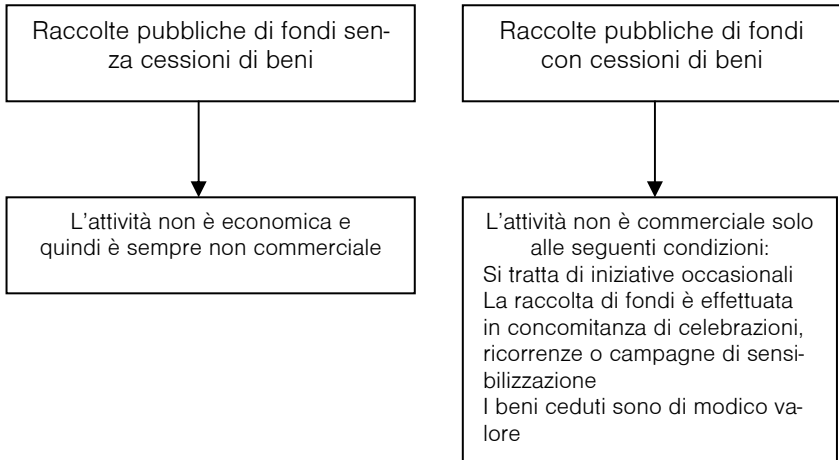 Raccolte pubbliche di fondi sen-
za cessioni di beni
Raccolte pubbliche di fondi
con cessioni di beni
L'attività non è economica e
quindi è sempre non commerciale
L'attività non è commerciale solo
alle seguenti condizioni:
Si tratta di iniziative occasionali
La raccolta di fondi è effettuata
in concomitanza di celebrazioni,
ricorrenze o campagne di sensi-
bilizzazione
I beni ceduti sono di modico va-
lore